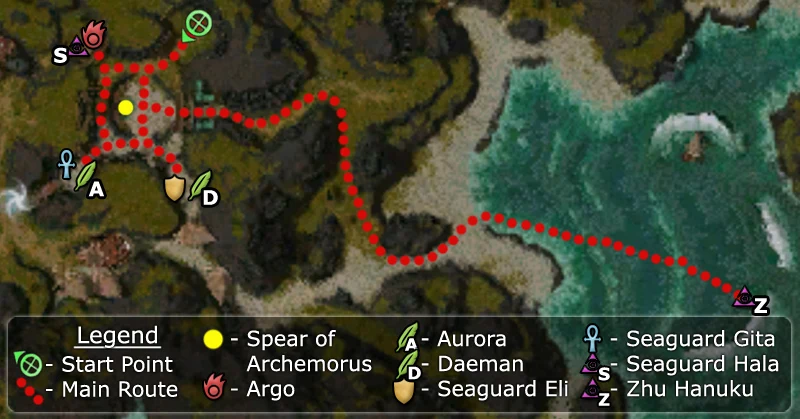 S
A
D
Z
Legend
- Start Point
- Main Route
- Spear of
Archemorus
- Argo
A - Aurora
D - Daeman
- Seaguard Eli
- Seaguard Gita
S - Seaguard Hala
Z - Zhu Hanuku